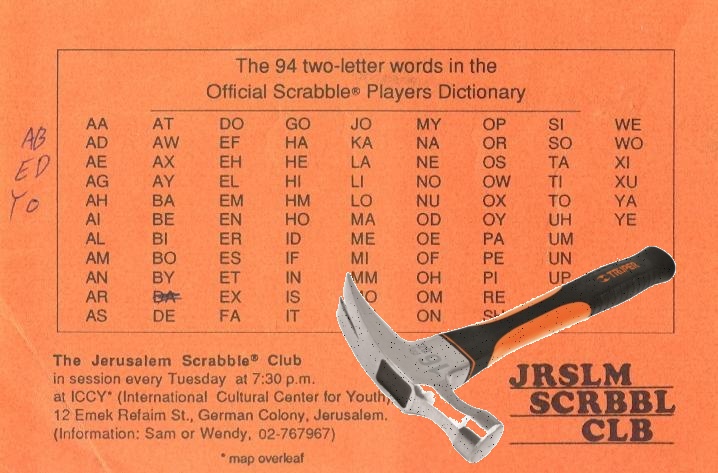 The 94 two-letter words in the
Official Scrabble® Players Dictionary
AA AT DO GO JO MY OP SI WE
AB
AD AW EF HA KA NA OR SO WO
ED
AE AX EH HE LA NE OS TA XI
AG AY EL HI LI NO OW TI XU
YO
AH BA EM HM LO NU OX TO YA
AI BE EN HO MA OD OY UH YE
AL BI ER ID ME OE PA UM
AM BO ES IF MI OF PE UN
AN BY ET IN MM OH PI UP
AR EX IS OM RE
AS DE FA IT ON
TRUPER
The Jerusalem Scrabble® Club
in session every Tuesday at 7:30 p.m.
at ICCY* (International Cultural Center for Youth)
12 Emek Refaim St., German Colony, Jerusalem.
(Information: Sam or Wendy, 02-767967)
* map overleaf
JRSLM
SCRBBL
CLB